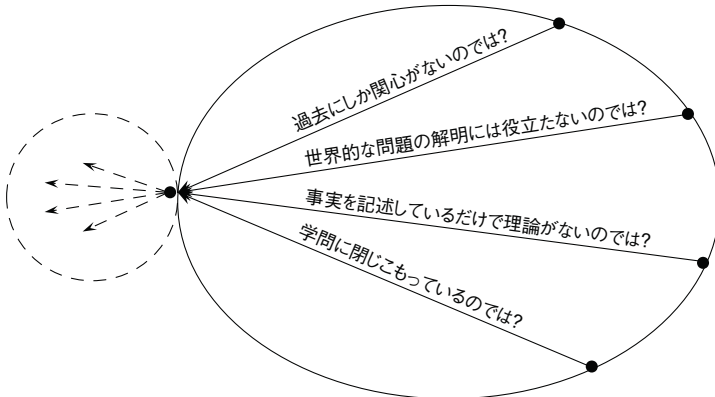 過去にしか関心がないのでは?
世界的な問題の解明には役立たないのでは?
事実を記述しているだけで理論がないのでは?
学問に閉じこもっているのでは?